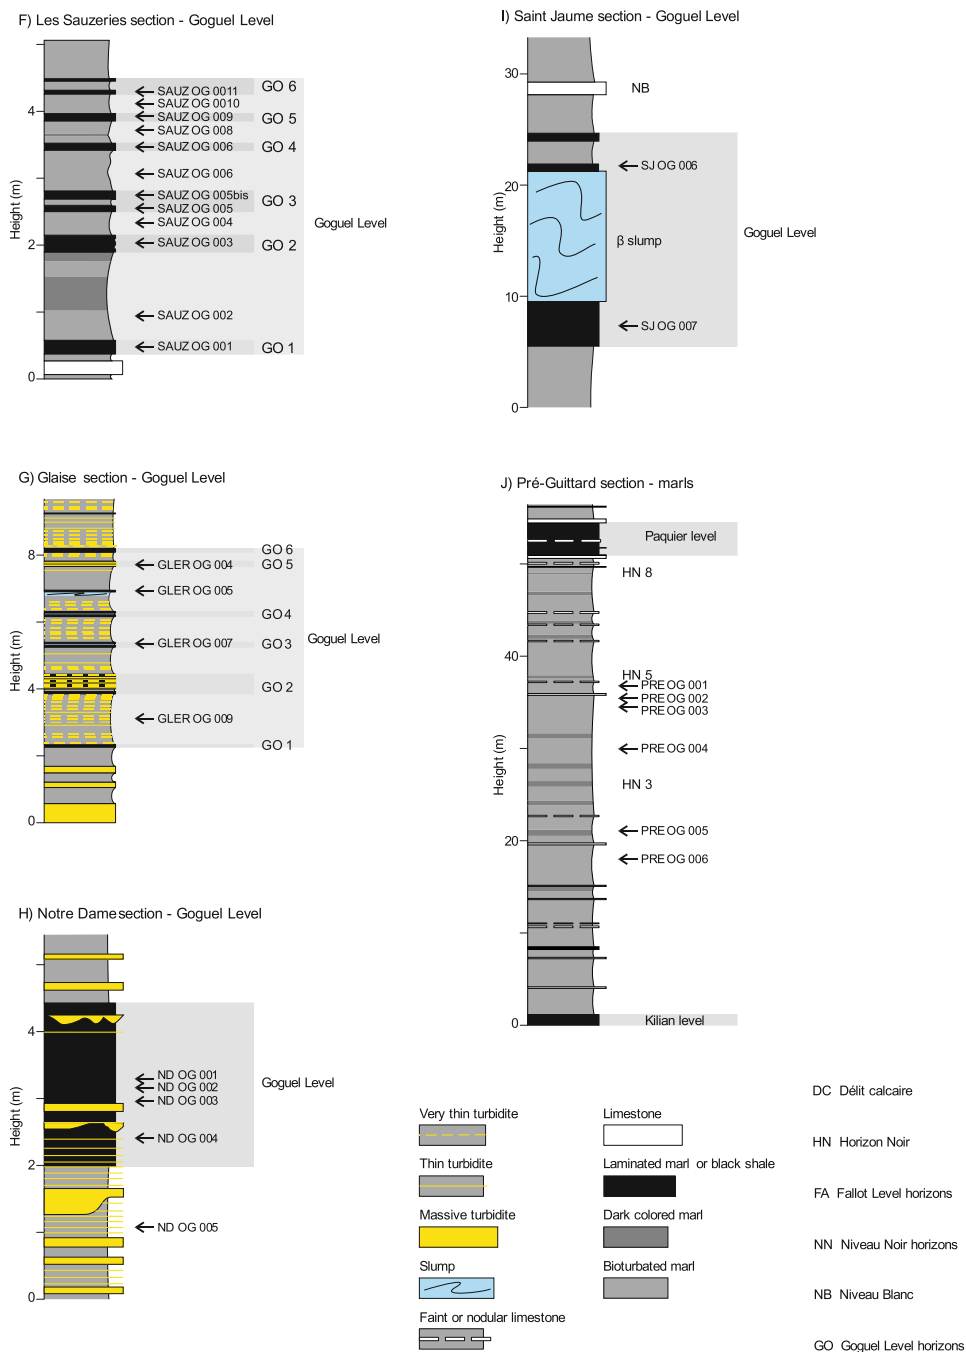 F) Les Sauzeries section - Goguel Level
Height (m)
4
2
0
SAUZ OG 0011
SAUZ OG 0010
SAUZ OG 009
SAUZ OG 008
SAUZ OG 006
SAUZ OG 006
SAUZ OG 005bis
SAUZ OG 005
SAUZ OG 004
SAUZ OG 003
SAUZ OG 002
SAUZ OG 001
GO 6
GO 5
GO 4
GO 3
GO 2
GO 1
Goguel Level
G) Glaise section - Goguel Level
Height (m)
8
4
0
GLER OG 004
GLER OG 005
GLER OG 007
GLER OG 009
GO 6
GO 5
GO 4
GO 3
GO 2
GO 1
Goguel Level
H) Notre Dame section - Goguel Level
Height (m)
4
2
0
ND OG 001
ND OG 002
ND OG 003
ND OG 004
ND OG 005
Goguel Level
I) Saint Jaume section - Goguel Level
Height (m)
30
20
10
0
NB
SJ OG 006
β slump
SJ OG 007
Goguel Level
J) Pré-Guittard section - marls
Height (m)
40
20
0
Paquier level
HN 8
HN 5
PRE OG 001
PRE OG 002
PRE OG 003
PRE OG 004
HN 3
PRE OG 005
PRE OG 006
Kilian level
Very thin turbidite
Thin turbidite
Massive turbidite
Slump
Faint or nodular limestone
Limestone
Laminated marl or black shale
Dark colored marl
Bioturbated marl
DC Délit calcaire
HN Horizon Noir
FA Fallot Level horizons
NN Niveau Noir horizons
NB Niveau Blanc
GO Goguel Level horizons